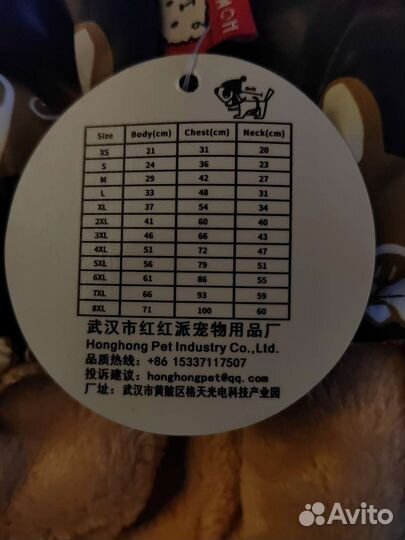 HOM
Size Body(cm) Chest(cm) Neck(cm)
XS 21 31 20
S 24 36 23
M 29 42 27
L 33 48 31
XL 37 54 34
2XL 41 60 40
3XL 46 66 43
4XL 51 72 47
5XL 56 79 51
6XL 61 86 55
7XL 66 93 59
8XL 71 100 60
武汉市红红派宠物用品厂
Honghong Pet Industry Co.,Ltd.
品质热线：+86 15337117507
投诉建议：honghongpet@qq.com
厂址：武汉市黄陂区格天光电科技产业园
Avito